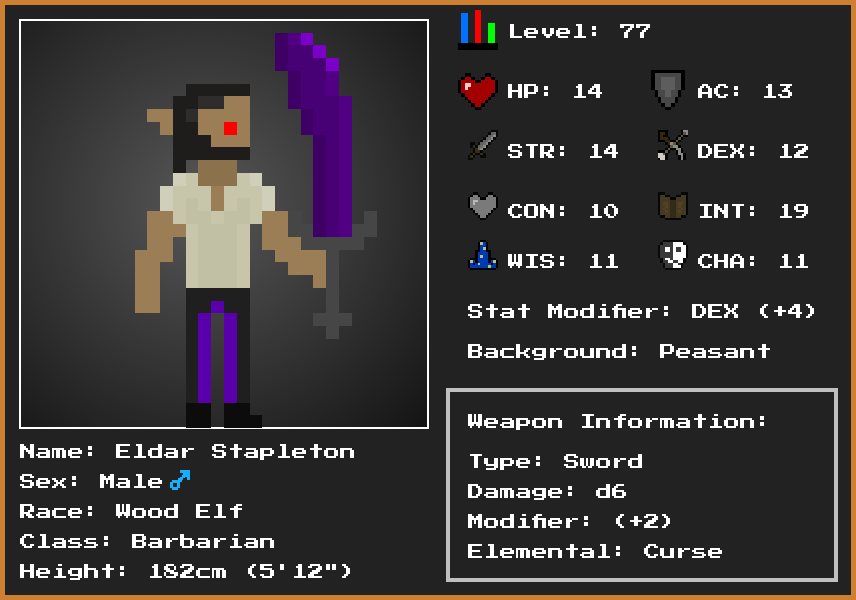 Level: 77
HP: 14 AC: 13
STR: 14 DEX: 12
CON: 10 INT: 19
WIS: 11 CHA: 11
Stat Modifier: DEX (+4)
Background: Peasant
Weapon Information:
Type: Sword
Damage: d6
Modifier: (+2)
Elemental: Curse
Name: Eldar Stapleton
Sex: Male♂
Race: Wood Elf
Class: Barbarian
Height: 182cm (5'12")